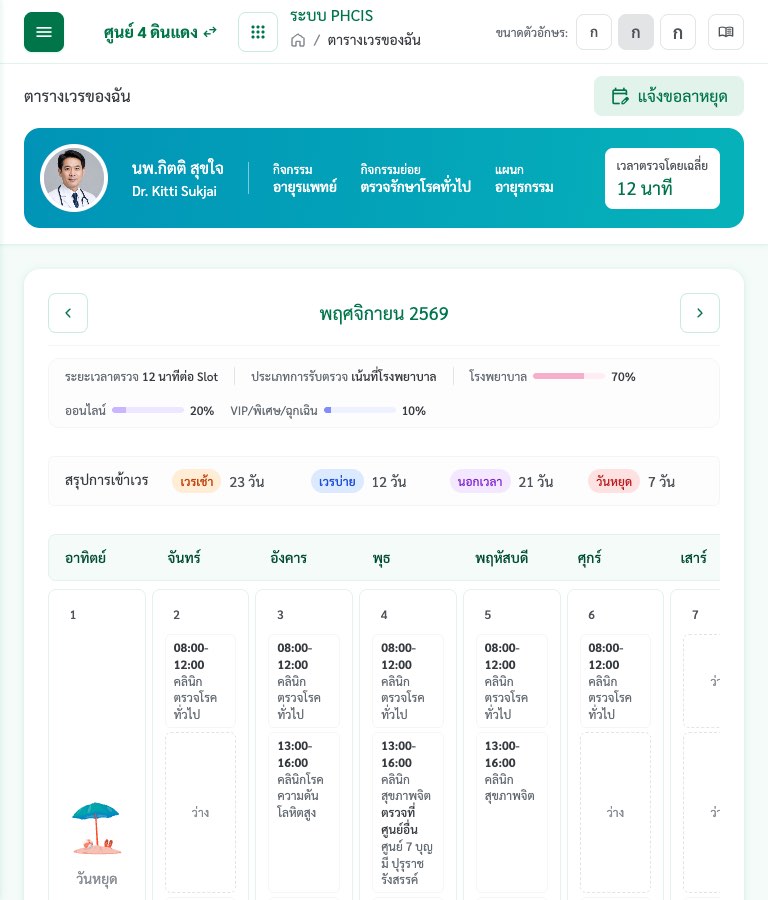 ศูนย์ 4 ดินแดง
ระบบ PHCIS
/ ตารางเวรของฉัน
ขนาดตัวอักษร: ก ก ก
ตารางเวรของฉัน
แจ้งขอลาหยุด
นพ.กิตติ สุขใจ
Dr. Kitti Sukjai
กิจกรรม
อายุรแพทย์
กิจกรรมย่อย
ตรวจรักษาโรคทั่วไป
แผนก
อายุรกรรม
เวลาตรวจโดยเฉลี่ย
12 นาที
พฤศจิกายน 2569
ระยะเวลาตรวจ 12 นาทีต่อ Slot
ประเภทการรับตรวจ เน้นที่โรงพยาบาล
โรงพยาบาล 70%
ออนไลน์ 20%
VIP/พิเศษ/ฉุกเฉิน 10%
สรุปการเข้าเวร
เวรเช้า 23 วัน
เวรบ่าย 12 วัน
นอกเวลา 21 วัน
วันหยุด 7 วัน
อาทิตย์ จันทร์ อังคาร พุธ พฤหัสบดี ศุกร์ เสาร์
1
วันหยุด
2
08:00-
12:00
คลินิก
ตรวจโรค
ทั่วไป
ว่าง
3
08:00-
12:00
คลินิก
ตรวจโรค
ทั่วไป
13:00-
16:00
คลินิกโรค
ความดัน
โลหิตสูง
4
08:00-
12:00
คลินิก
ตรวจโรค
ทั่วไป
13:00-
16:00
คลินิก
สุขภาพจิต
ตรวจที่
ศูนย์อื่น
ศูนย์ 7 บุญ
มี ปุรุราช
รังสรรค์
5
08:00-
12:00
คลินิก
ตรวจโรค
ทั่วไป
13:00-
16:00
คลินิก
สุขภาพจิต
6
08:00-
12:00
คลินิก
ตรวจโรค
ทั่วไป
ว่าง
7